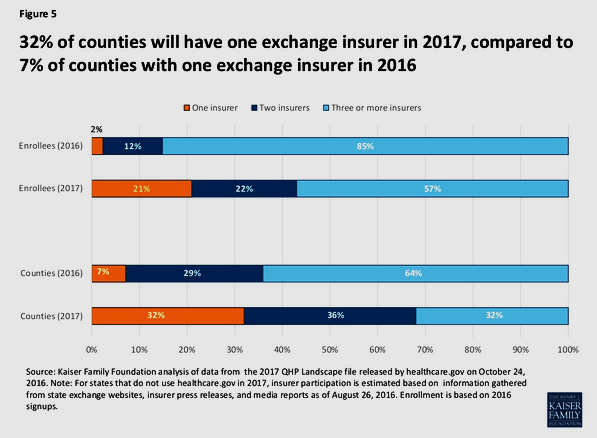 Figure 5
32% of counties will have one exchange insurer in 2017, compared to
7% of counties with one exchange insurer in 2016
One insurer Two insurers Three or more insurers
2%
Enrollees (2016) 12% 85%
Enrollees (2017) 21% 22% 57%
Counties (2016) 7% 29% 64%
Counties (2017) 32% 36% 32%
0% 10% 20% 30% 40% 50% 60% 70% 80% 90% 100%
Source: Kaiser Family Foundation analysis of data from the 2017 QHP Landscape file released by healthcare.gov on October 24,
2016. Note: For states that do not use healthcare.gov in 2017, insurer participation is estimated based on information gathered
from state exchange websites, insurer press releases, and media reports as of August 26, 2016. Enrollment is based on 2016
signups.
THE HENRY J.
KAISER
FAMILY
FOUNDATION